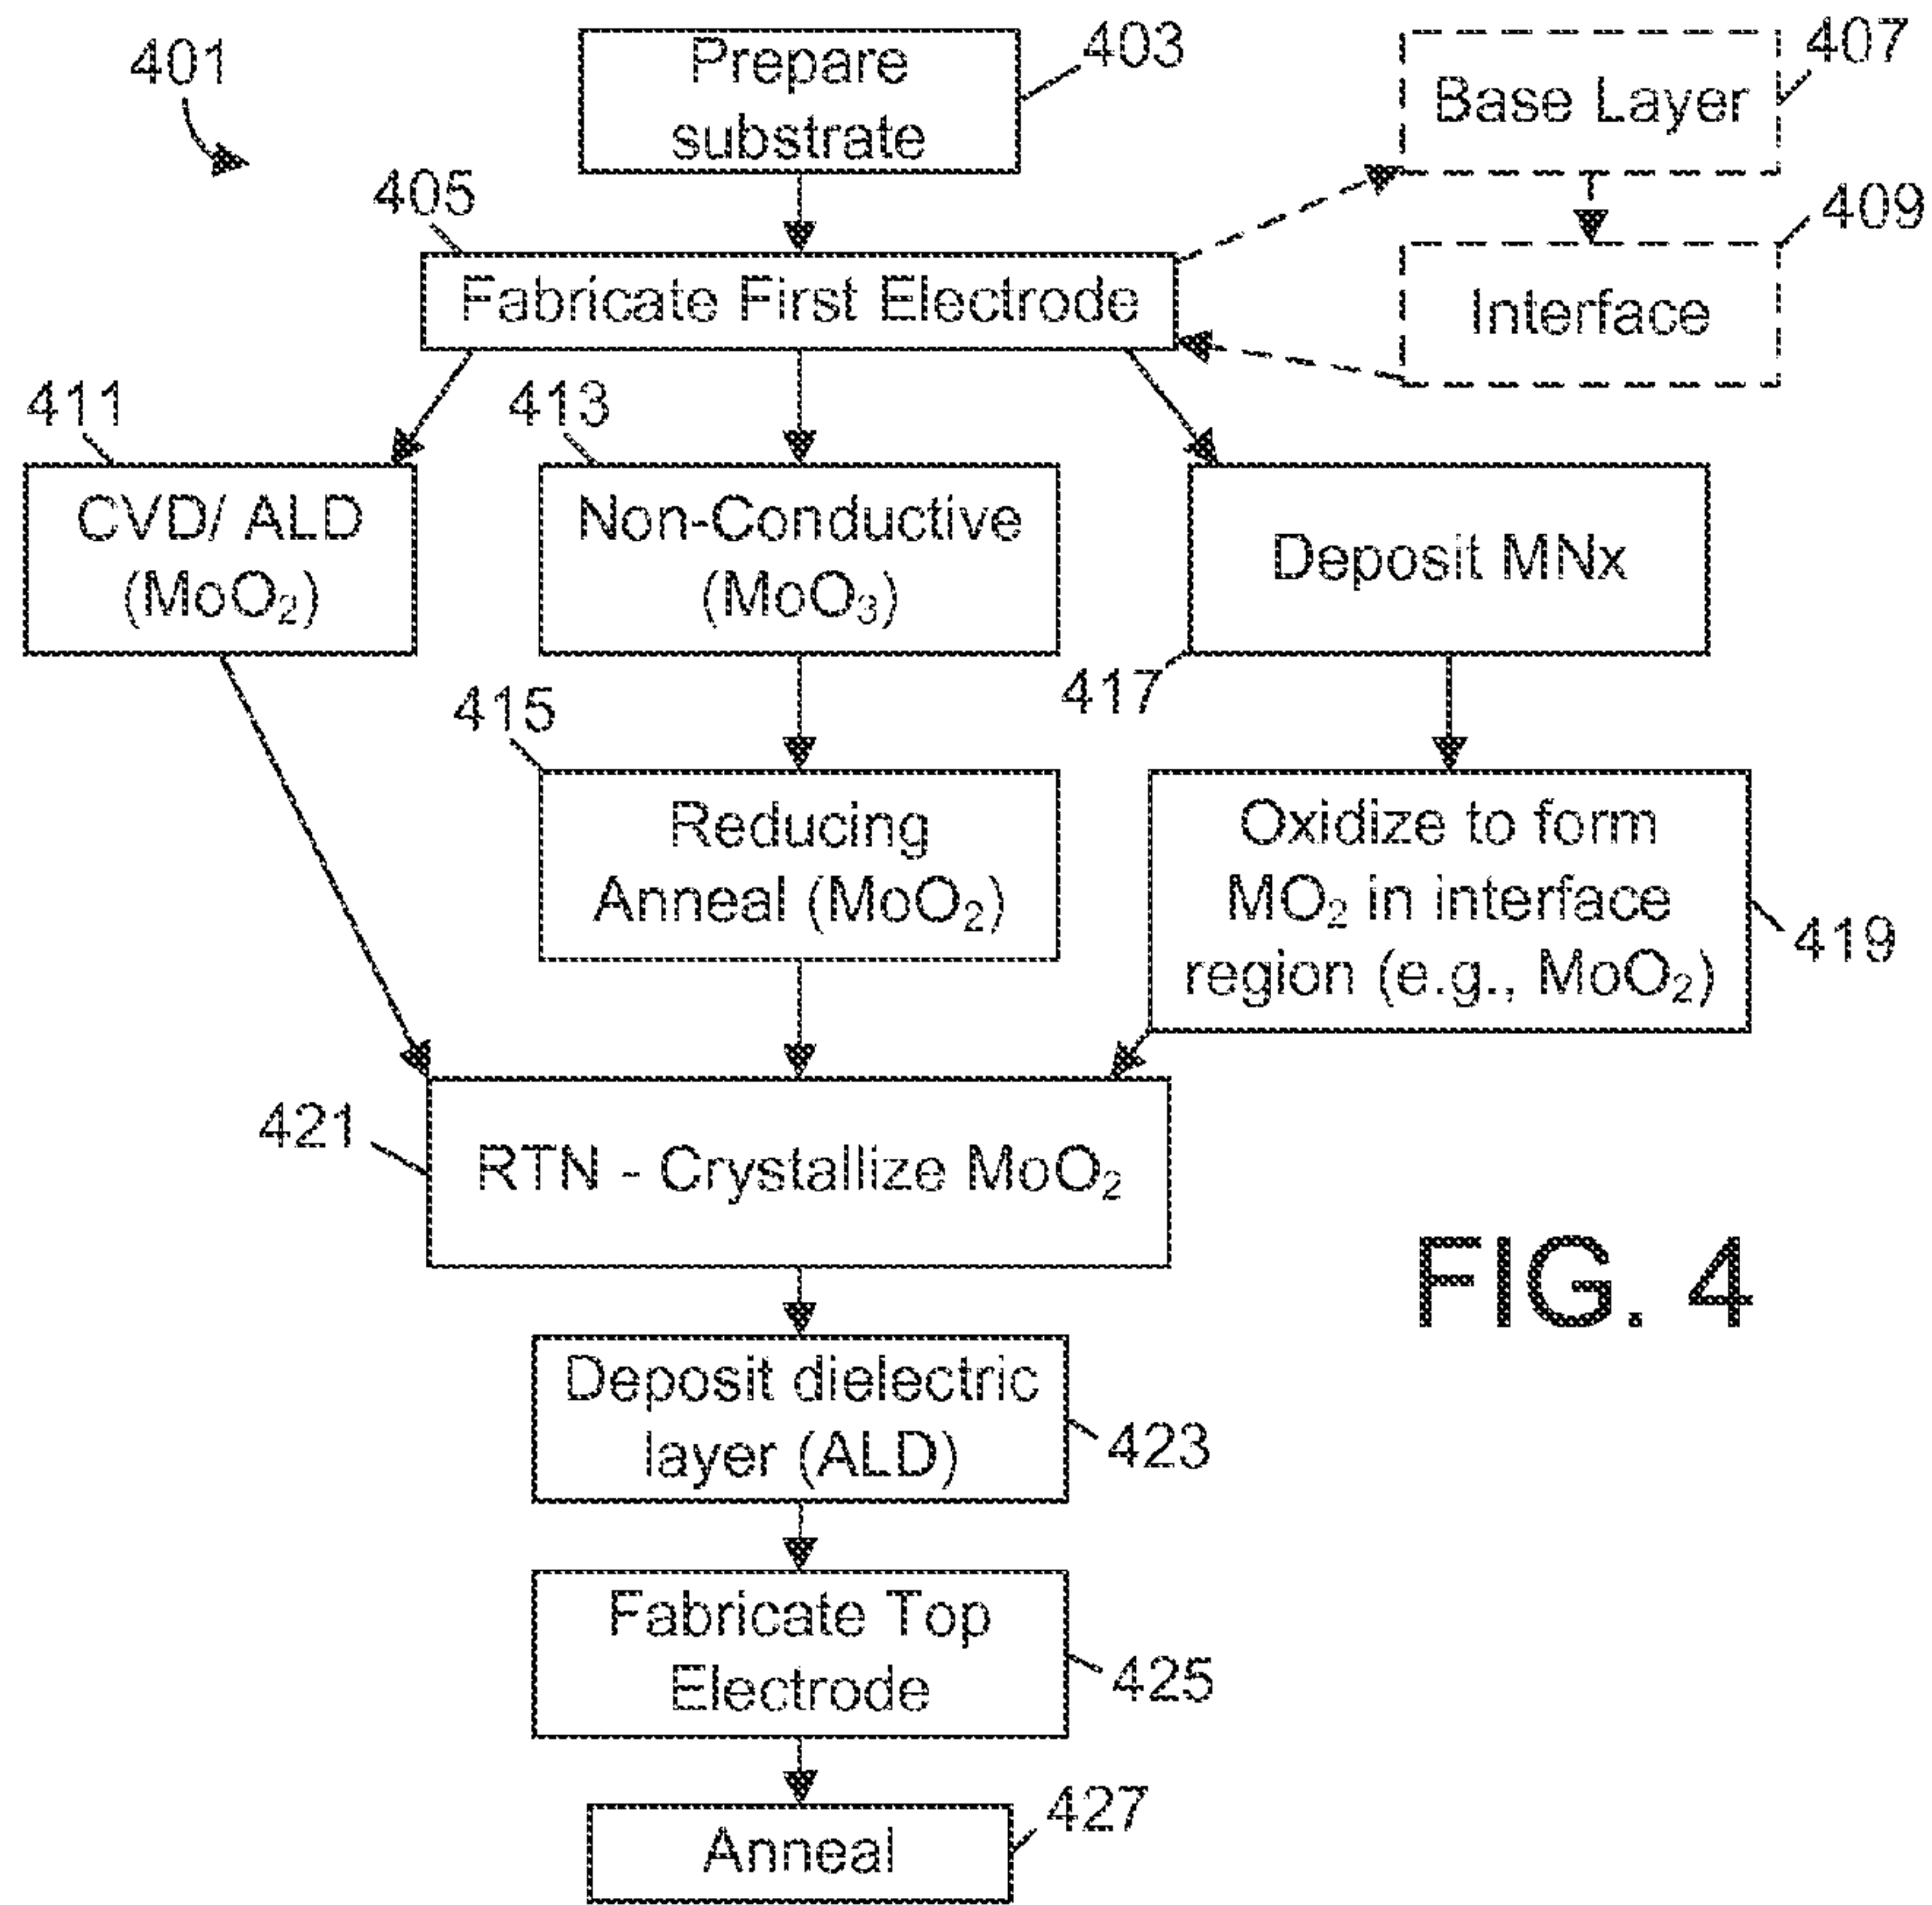 401
Prepare
substrate
403
Base Layer
407
405
Fabricate First Electrode
Interface
409
411
CVD/ ALD
(MoO₂)
413
Non-Conductive
(MoO₃)
Deposit MNx
417
415
Reducing
Anneal (MoO₂)
Oxidize to form
MO₂ in interface
region (e.g., MoO₂)
419
421
RTN - Crystallize MoO₂
FIG. 4
Deposit dielectric
layer (ALD)
423
Fabricate Top
Electrode
425
Anneal
427